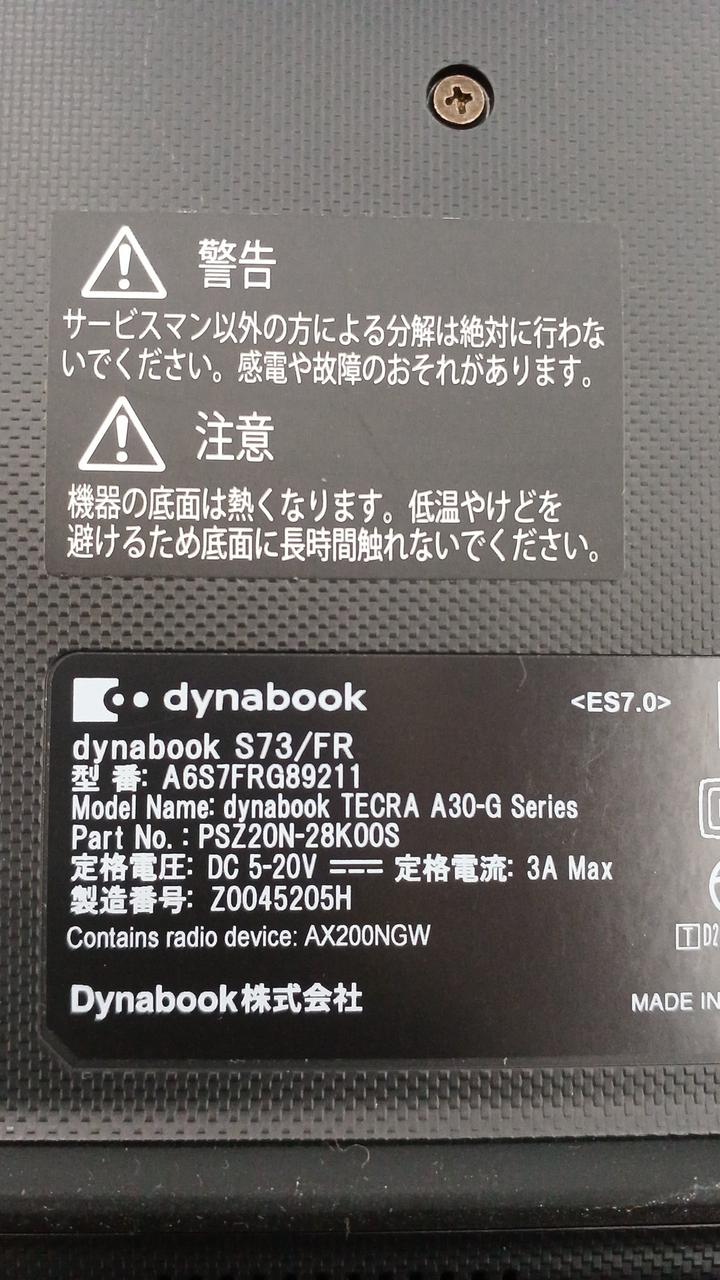 警告
サービスマン以外の方による分解は絶対に行わな
いでください。感電や故障のおそれがあります。
注意
機器の底面は熱くなります。低温やけどを
避けるため底面に長時間触れないでください。
dynabook <ES7.0>
dynabook S73/FR
型 番: A6S7FRG89211
Model Name: dynabook TECRA A30-G Series
Part No. : PSZ20N-28K00S
定格電圧: DC 5-20V 定格電流: 3A Max
製造番号: Z0045205H
Contains radio device: AX200NGW
T D2
Dynabook株式会社 MADE IN